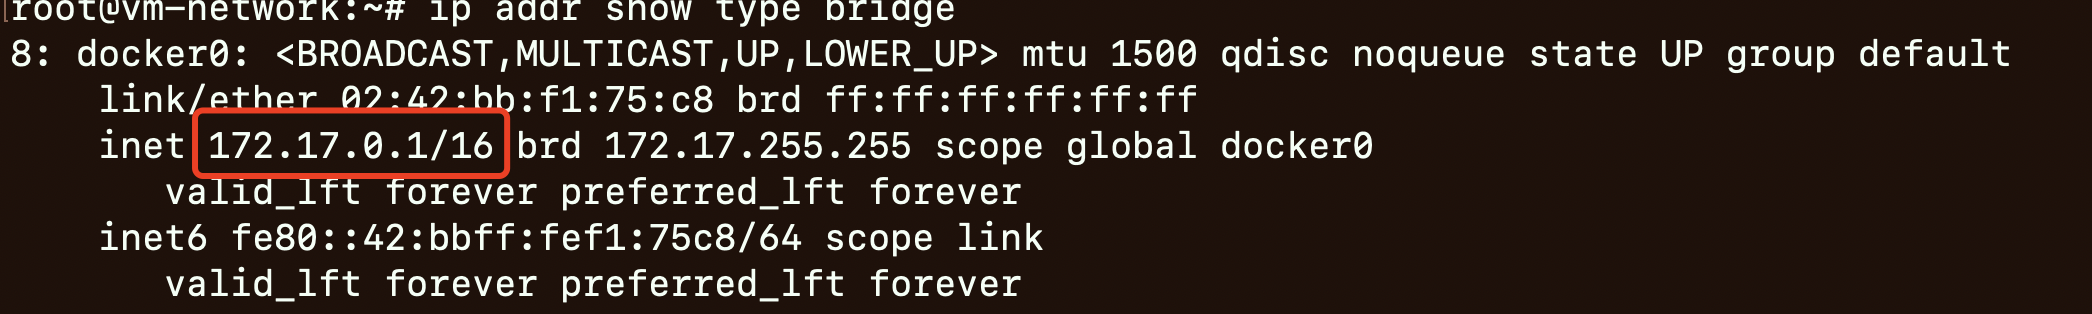 root@vm-network:~# ip addr show type bridge
8: docker0: <BROADCAST,MULTICAST,UP,LOWER_UP> mtu 1500 qdisc noqueue state UP group default
link/ether 02:42:bb:f1:75:c8 brd ff:ff:ff:ff:ff:ff
inet 172.17.0.1/16 brd 172.17.255.255 scope global docker0
valid_lft forever preferred_lft forever
inet6 fe80::42:bbff:fef1:75c8/64 scope link
valid_lft forever preferred_lft forever